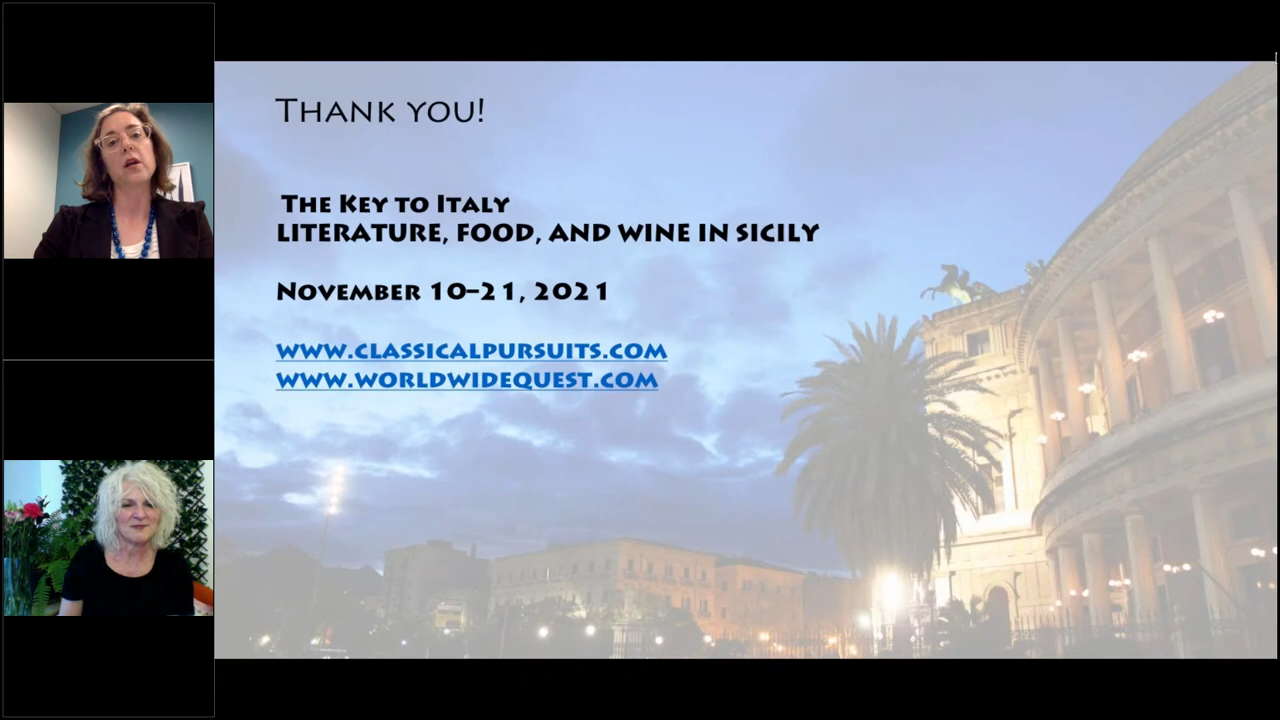 THANK YOU!
THE KEY TO ITALY
LITERATURE, FOOD, AND WINE IN SICILY
NOVEMBER 10–21, 2021
WWW.CLASSICALPURSUITS.COM
WWW.WORLDWIDEQUEST.COM